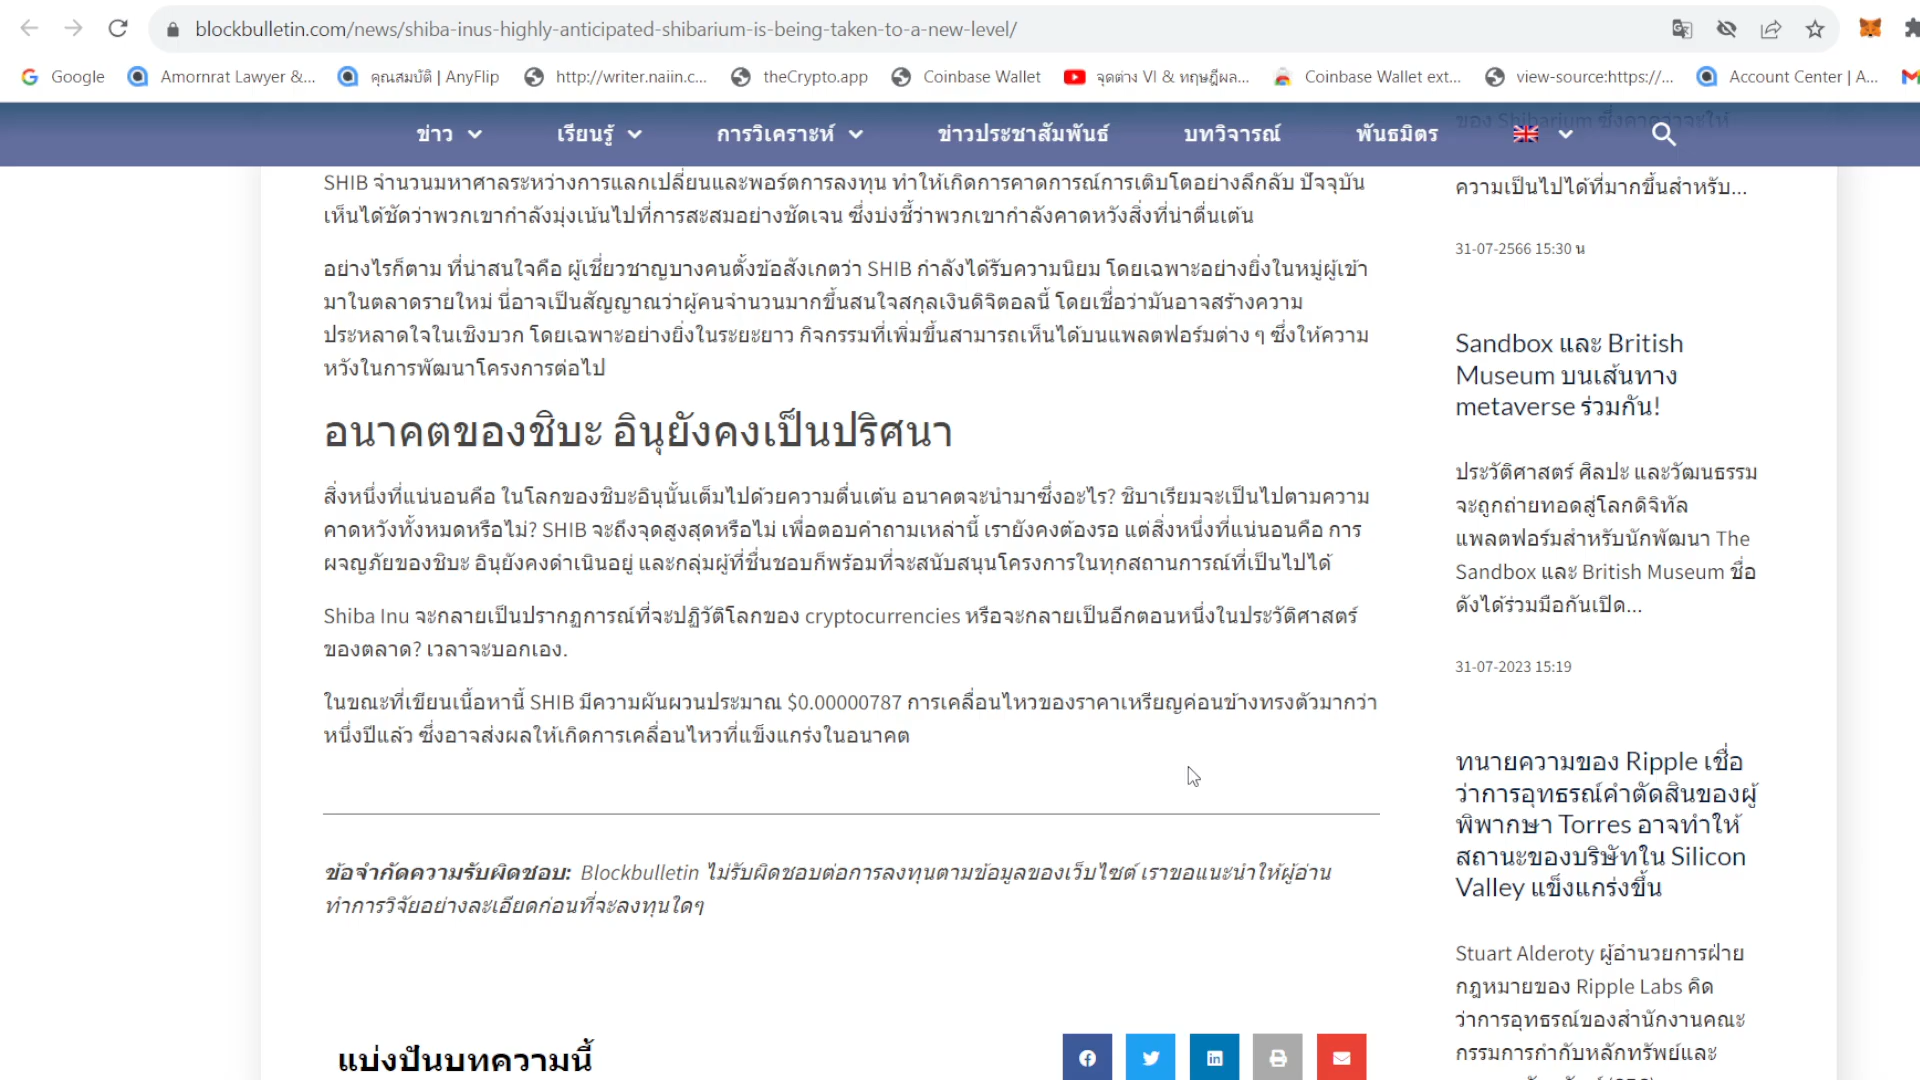 blockbulletin.com/news/shiba-inus-highly-anticipated-shibarium-is-being-taken-to-a-new-level/
Google
Amornrat Lawyer &...
คุณสมบัติ | AnyFlip
http://writer.naiin.c...
theCrypto.app
Coinbase Wallet
จุดต่าง VI & ทฤษฎีผล...
Coinbase Wallet ext...
view-source:https://...
Account Center | A...
ข่าว
เรียนรู้
การวิเคราะห์
ข่าวประชาสัมพันธ์
บทวิจารณ์
พันธมิตร
ของ Shibarium ซึ่งคาดว่าจะให้
SHIB จำนวนมหาศาลระหว่างการแลกเปลี่ยนและพอร์ตการลงทุน ทำให้เกิดการคาดการณ์การเติบโตอย่างลึกลับ ปัจจุบัน
เห็นได้ชัดว่าพวกเขากำลังมุ่งเน้นไปที่การสะสมอย่างชัดเจน ซึ่งบ่งชี้ว่าพวกเขากำลังคาดหวังสิ่งที่น่าตื่นเต้น
อย่างไรก็ตาม ที่น่าสนใจคือ ผู้เชี่ยวชาญบางคนตั้งข้อสังเกตว่า SHIB กำลังได้รับความนิยม โดยเฉพาะอย่างยิ่งในหมู่ผู้เข้า
มาในตลาดรายใหม่ นี่อาจเป็นสัญญาณว่าผู้คนจำนวนมากขึ้นสนใจสกุลเงินดิจิตอลนี้ โดยเชื่อว่ามันอาจสร้างความ
ประหลาดใจในเชิงบวก โดยเฉพาะอย่างยิ่งในระยะยาว กิจกรรมที่เพิ่มขึ้นสามารถเห็นได้บนแพลตฟอร์มต่าง ๆ ซึ่งให้ความ
หวังในการพัฒนาโครงการต่อไป
อนาคตของชิบะ อินุยังคงเป็นปริศนา
สิ่งหนึ่งที่แน่นอนคือ ในโลกของชิบะอินุนั้นเต็มไปด้วยความตื่นเต้น อนาคตจะนำมาซึ่งอะไร? ชิบาเรียมจะเป็นไปตามความ
คาดหวังทั้งหมดหรือไม่? SHIB จะถึงจุดสูงสุดหรือไม่ เพื่อตอบคำถามเหล่านี้ เรายังคงต้องรอ แต่สิ่งหนึ่งที่แน่นอนคือ การ
ผจญภัยของชิบะ อินุยังคงดำเนินอยู่ และกลุ่มผู้ที่ชื่นชอบก็พร้อมที่จะสนับสนุนโครงการในทุกสถานการณ์ที่เป็นไปได้
Shiba Inu จะกลายเป็นปรากฏการณ์ที่จะปฏิวัติโลกของ cryptocurrencies หรือจะกลายเป็นอีกตอนหนึ่งในประวัติศาสตร์
ของตลาด? เวลาจะบอกเอง.
ในขณะที่เขียนเนื้อหานี้ SHIB มีความผันผวนประมาณ $0.00000787 การเคลื่อนไหวของราคาเหรียญค่อนข้างทรงตัวมากว่า
หนึ่งปีแล้ว ซึ่งอาจส่งผลให้เกิดการเคลื่อนไหวที่แข็งแกร่งในอนาคต
ข้อจำกัดความรับผิดชอบ: Blockbulletin ไม่รับผิดชอบต่อการลงทุนตามข้อมูลของเว็บไซต์ เราขอแนะนำให้ผู้อ่าน
ทำการวิจัยอย่างละเอียดก่อนที่จะลงทุนใดๆ
แบ่งปันบทความนี้
ความเป็นไปได้ที่มากขึ้นสำหรับ...
31-07-2566 15:30 น
Sandbox และ British
Museum บนเส้นทาง
metaverse ร่วมกัน!
ประวัติศาสตร์ ศิลปะ และวัฒนธรรม
จะถูกถ่ายทอดสู่โลกดิจิทัล
แพลตฟอร์มสำหรับนักพัฒนา The
Sandbox และ British Museum ชื่อ
ดังได้ร่วมมือกันเปิด...
31-07-2023 15:19
ทนายความของ Ripple เชื่อ
ว่าการอุทธรณ์คำตัดสินของผู้
พิพากษา Torres อาจทำให้
สถานะของบริษัทใน Silicon
Valley แข็งแกร่งขึ้น
Stuart Alderoty ผู้อำนวยการฝ่าย
กฎหมายของ Ripple Labs คิด
ว่าการอุทธรณ์ของสำนักงานคณะ
กรรมการกำกับหลักทรัพย์และ